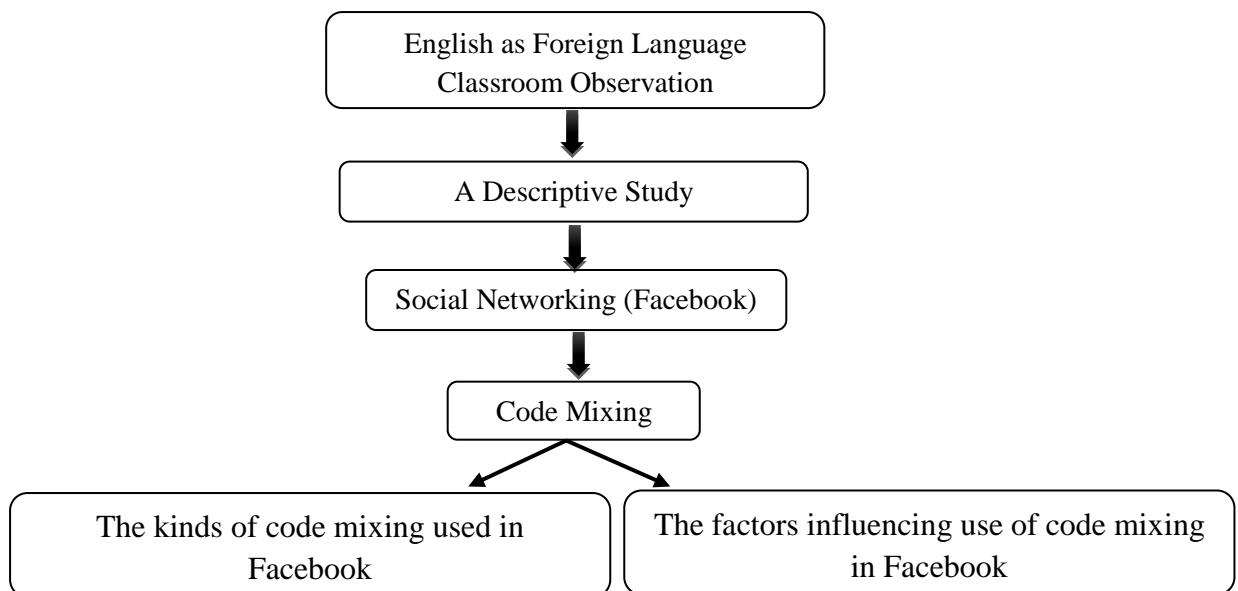 English as Foreign Language
Classroom Observation
A Descriptive Study
Social Networking (Facebook)
Code Mixing
The kinds of code mixing used in
Facebook
The factors influencing use of code mixing
in Facebook